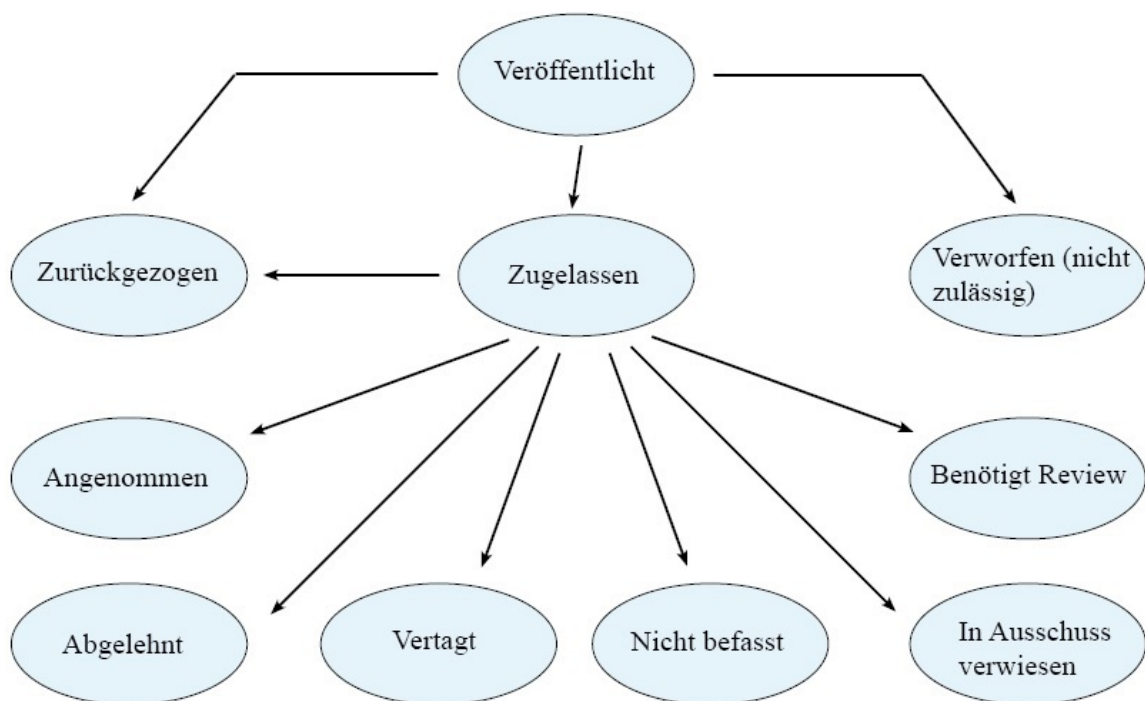 Veröffentlicht
Zurückgezogen
Zugelassen
Verworfen (nicht
zulässig)
Angenommen
Benötigt Review
Abgelehnt
Vertagt
Nicht befasst
In Ausschuss
verwiesen